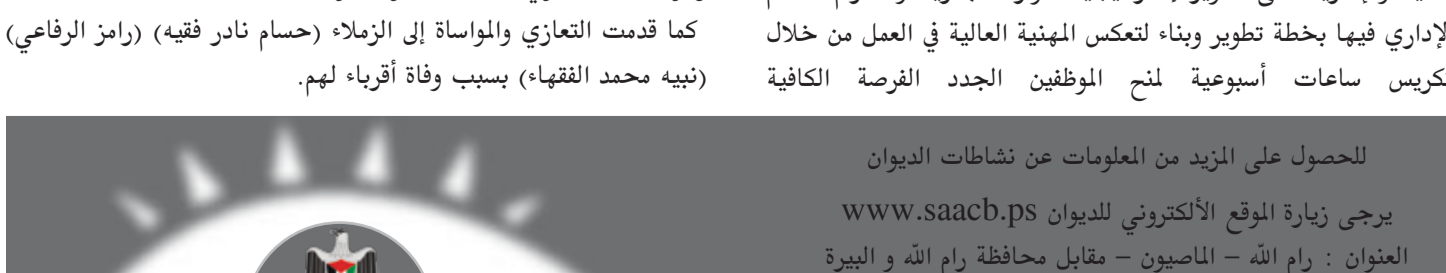 لإداري فيها بخطة تطوير وبناء لتعكس المهنية العالية في العمل من خلال
تكريس ساعات أسبوعية لمنح الموظفين الجدد الفرصة الكافية
كما قدمت التعازي والمواساة إلى الزملاء (حسام نادر فقيه) (رامز الرفاعي)
(نبيه محمد الفقهاء) بسبب وفاة أقرباء لهم.
للحصول على المزيد من المعلومات عن نشاطات الديوان
يرجى زيارة الموقع الألكتروني للديوان www.saacb.ps
العنوان : رام الله – الماصيون – مقابل محافظة رام الله و البيرة